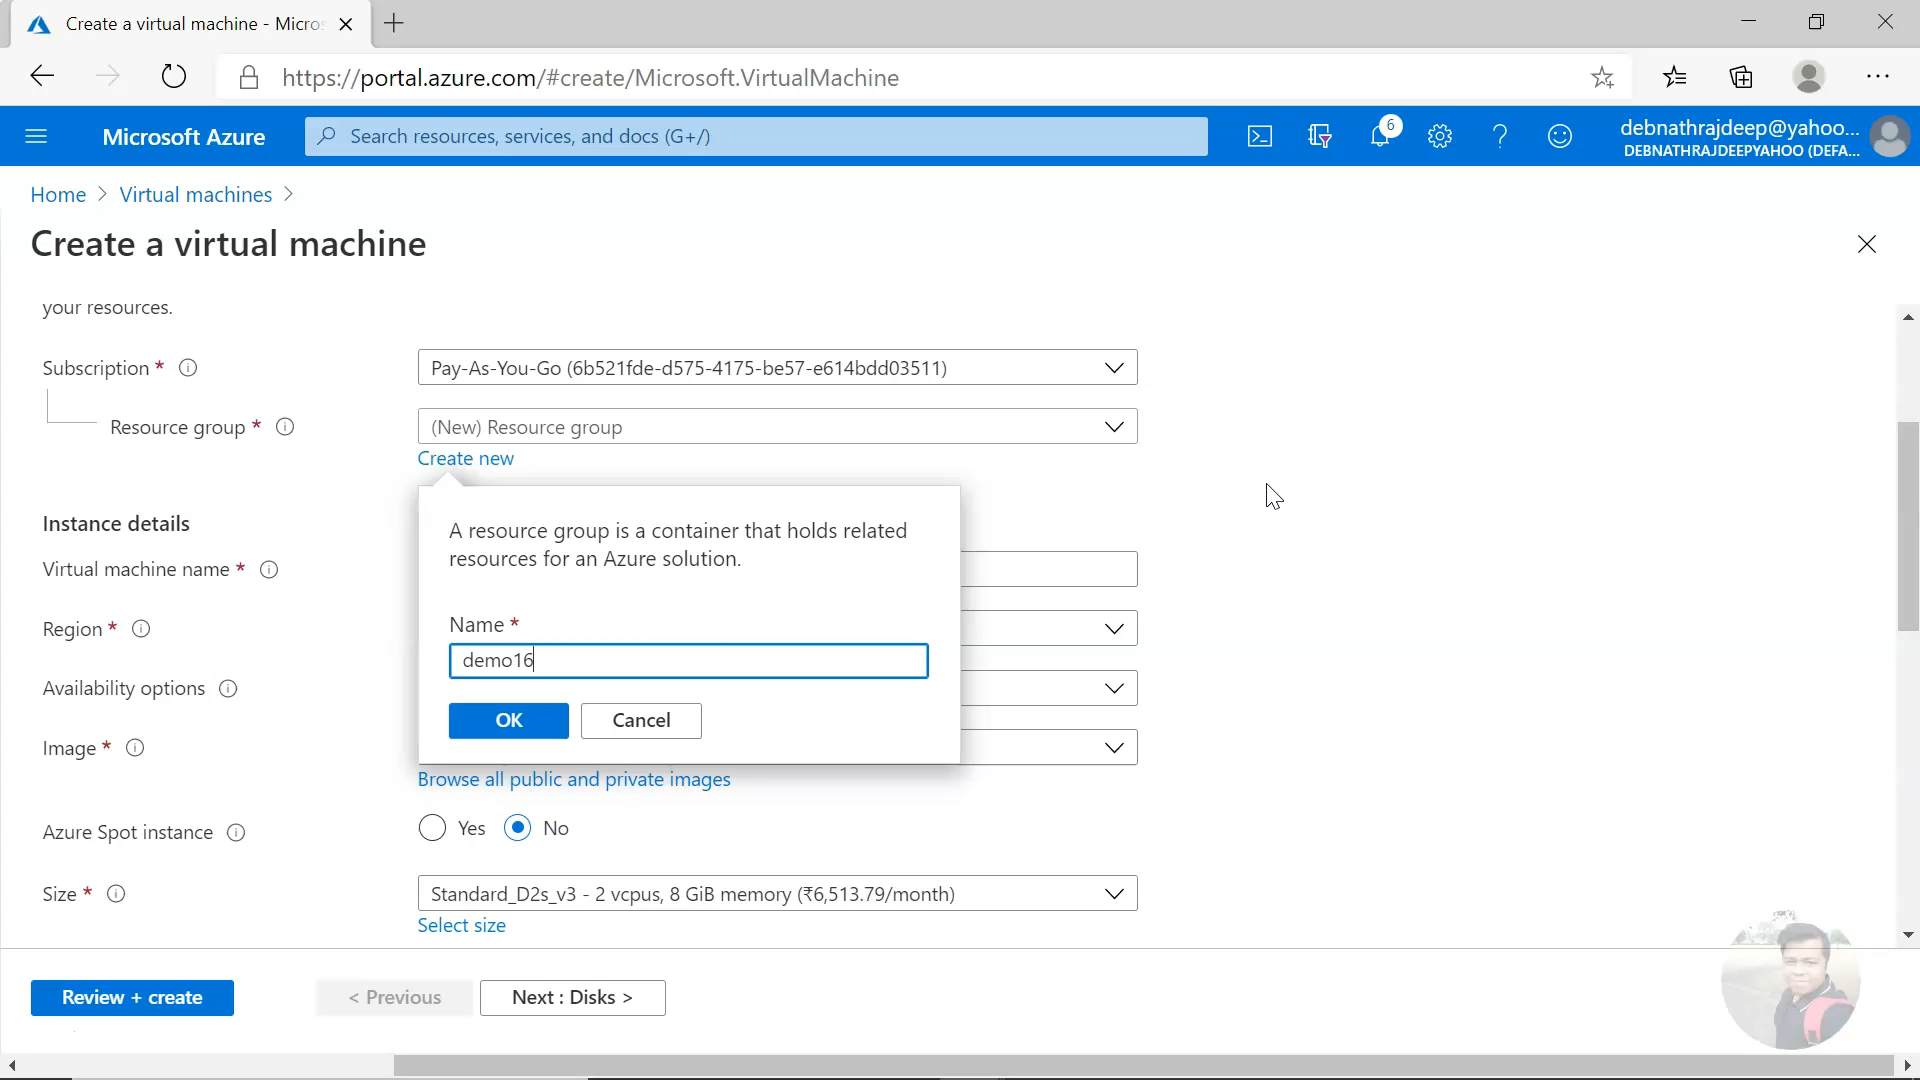 Create a virtual machine - Micros
https://portal.azure.com/#create/Microsoft.VirtualMachine
Microsoft Azure
Search resources, services, and docs (G+/)
6
debnathrajdeep@yahoo...
DEBNATHRAJDEEPYAHOO (DEFA...
Home > Virtual machines >
Create a virtual machine
your resources.
Subscription *
Pay-As-You-Go (6b521fde-d575-4175-be57-e614bdd03511)
Resource group *
(New) Resource group
Create new
A resource group is a container that holds related
resources for an Azure solution.
Name *
demo16
OK
Cancel
Instance details
Virtual machine name *
Region *
Availability options
Image *
Browse all public and private images
Azure Spot instance
Yes
No
Size *
Standard_D2s_v3 - 2 vcpus, 8 GiB memory (₹6,513.79/month)
Select size
Review + create
< Previous
Next : Disks >